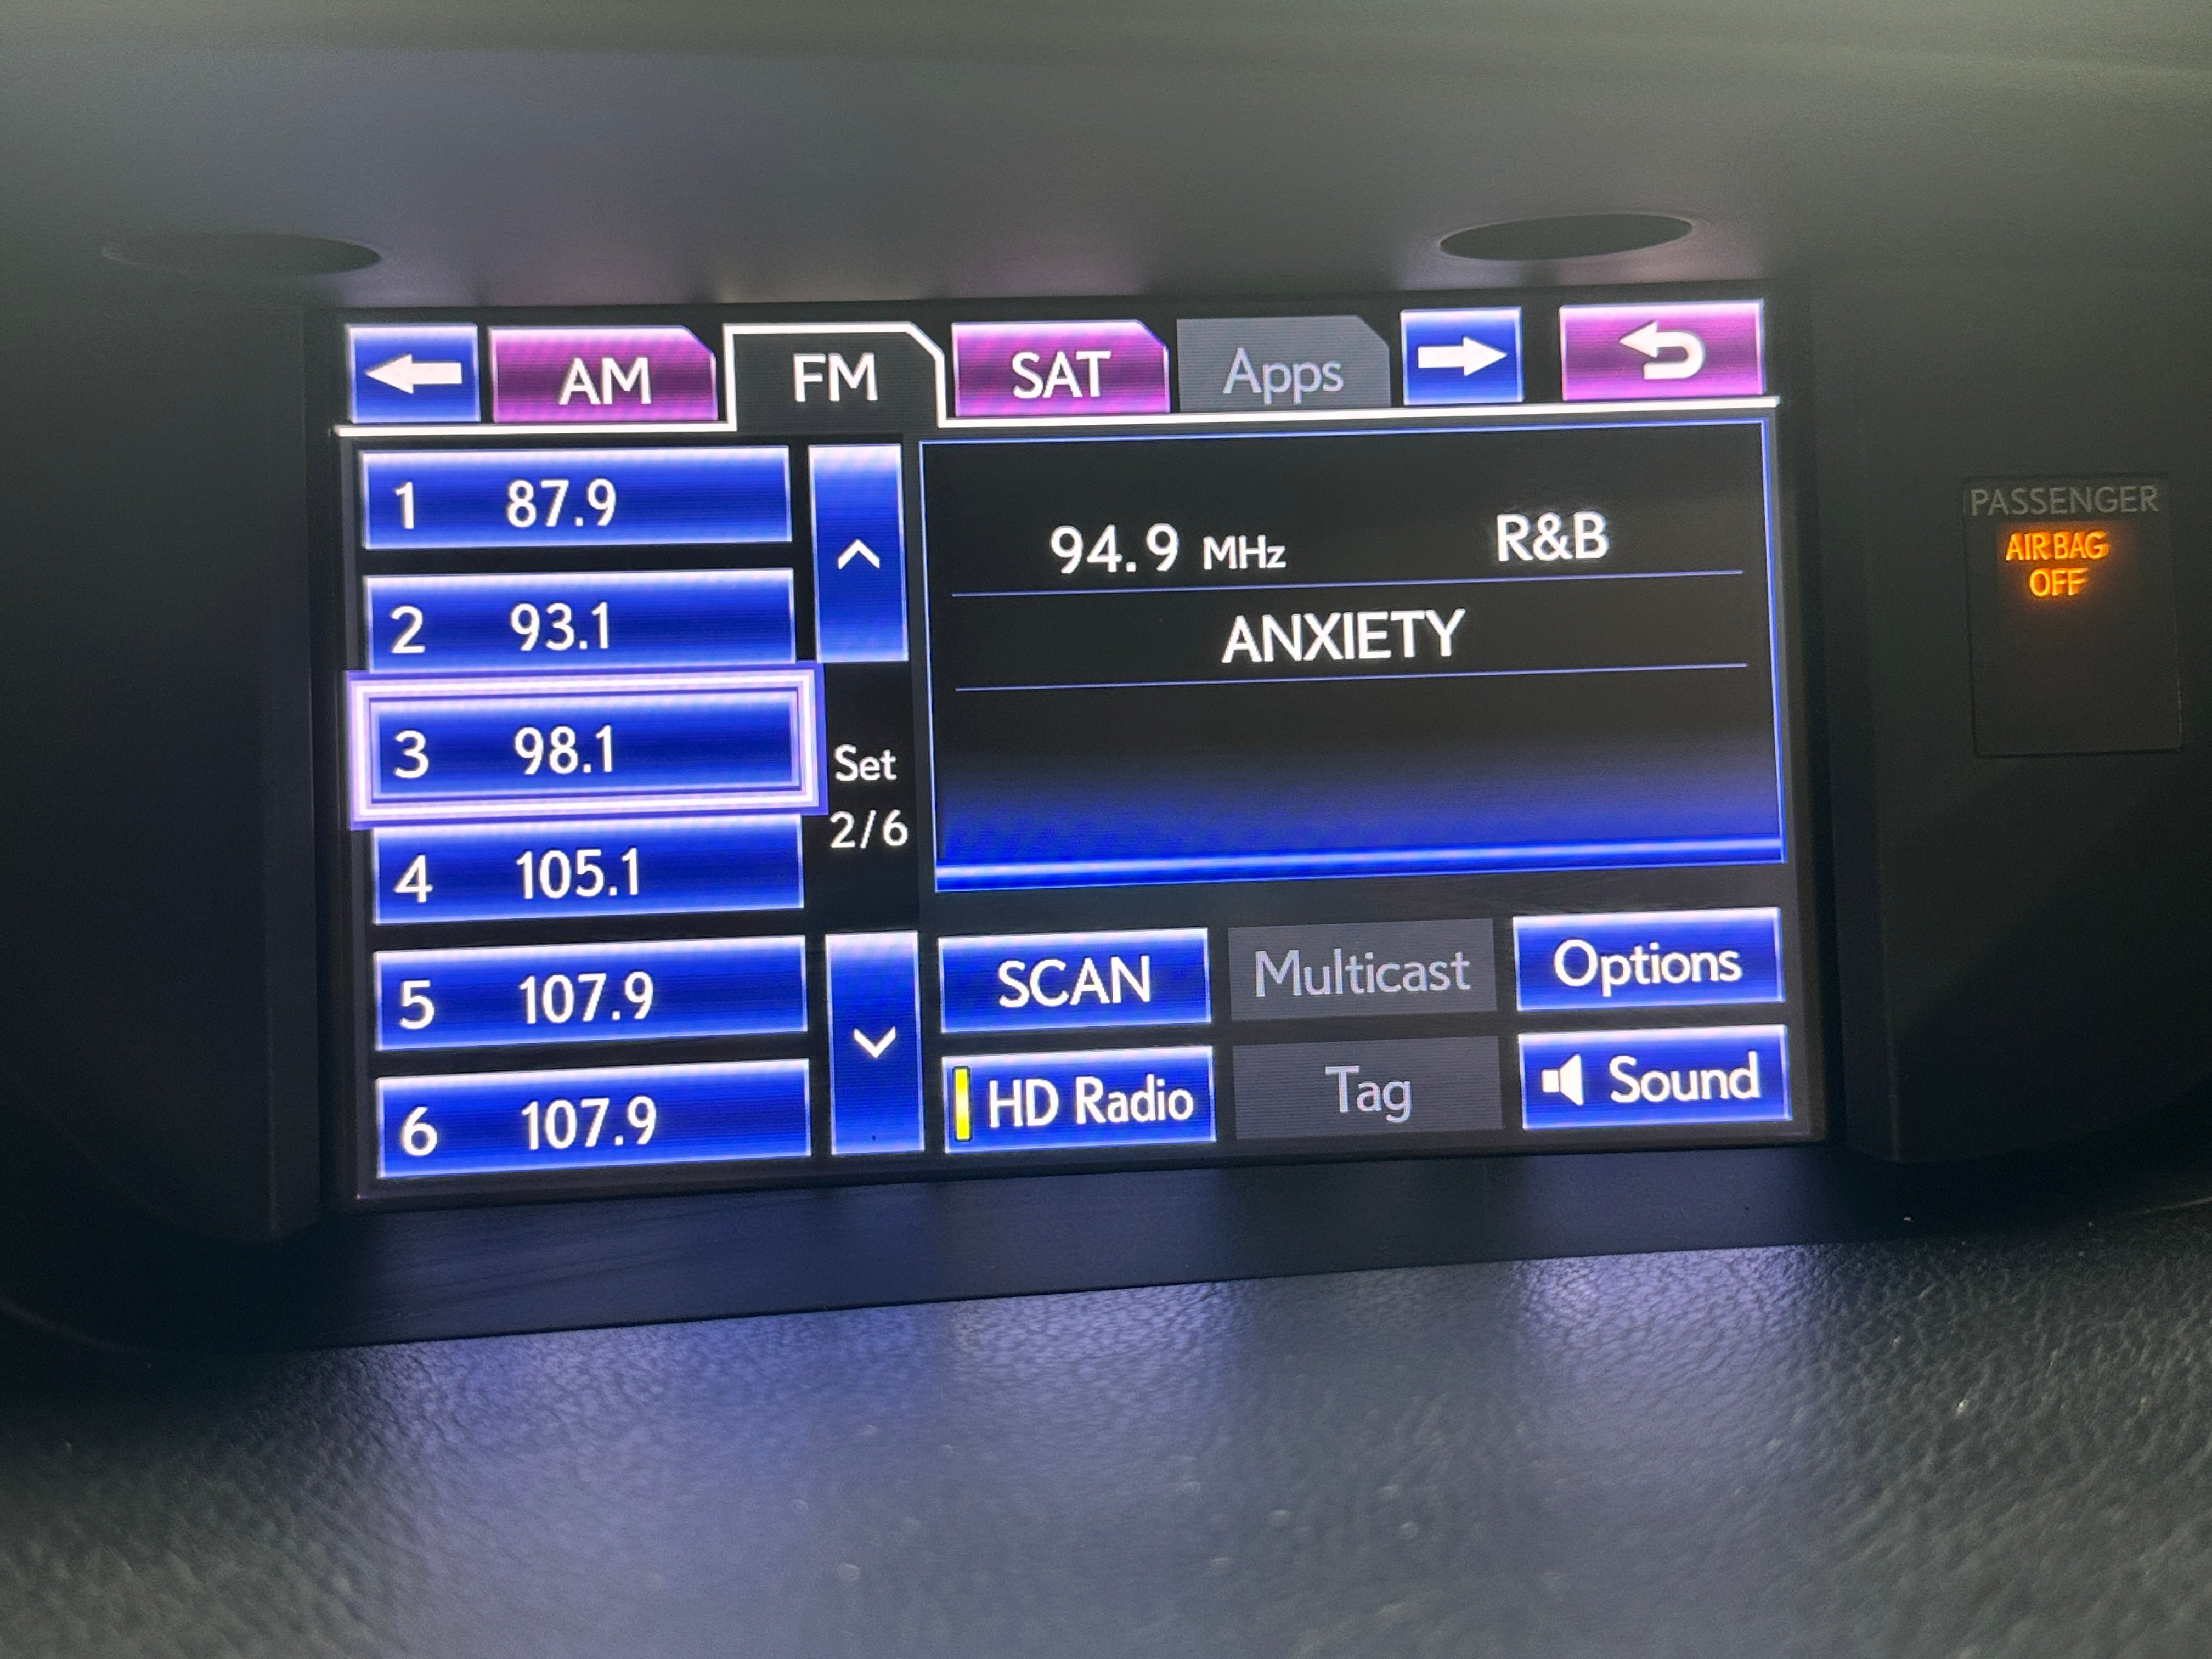 AM FM SAT Apps
1 87.9
2 93.1
3 98.1
4 105.1
5 107.9
6 107.9
Set
2/6
94.9 MHz R&B
ANXIETY
SCAN Multicast Options
HD Radio Tag Sound
PASSENGER
AIR BAG
OFF